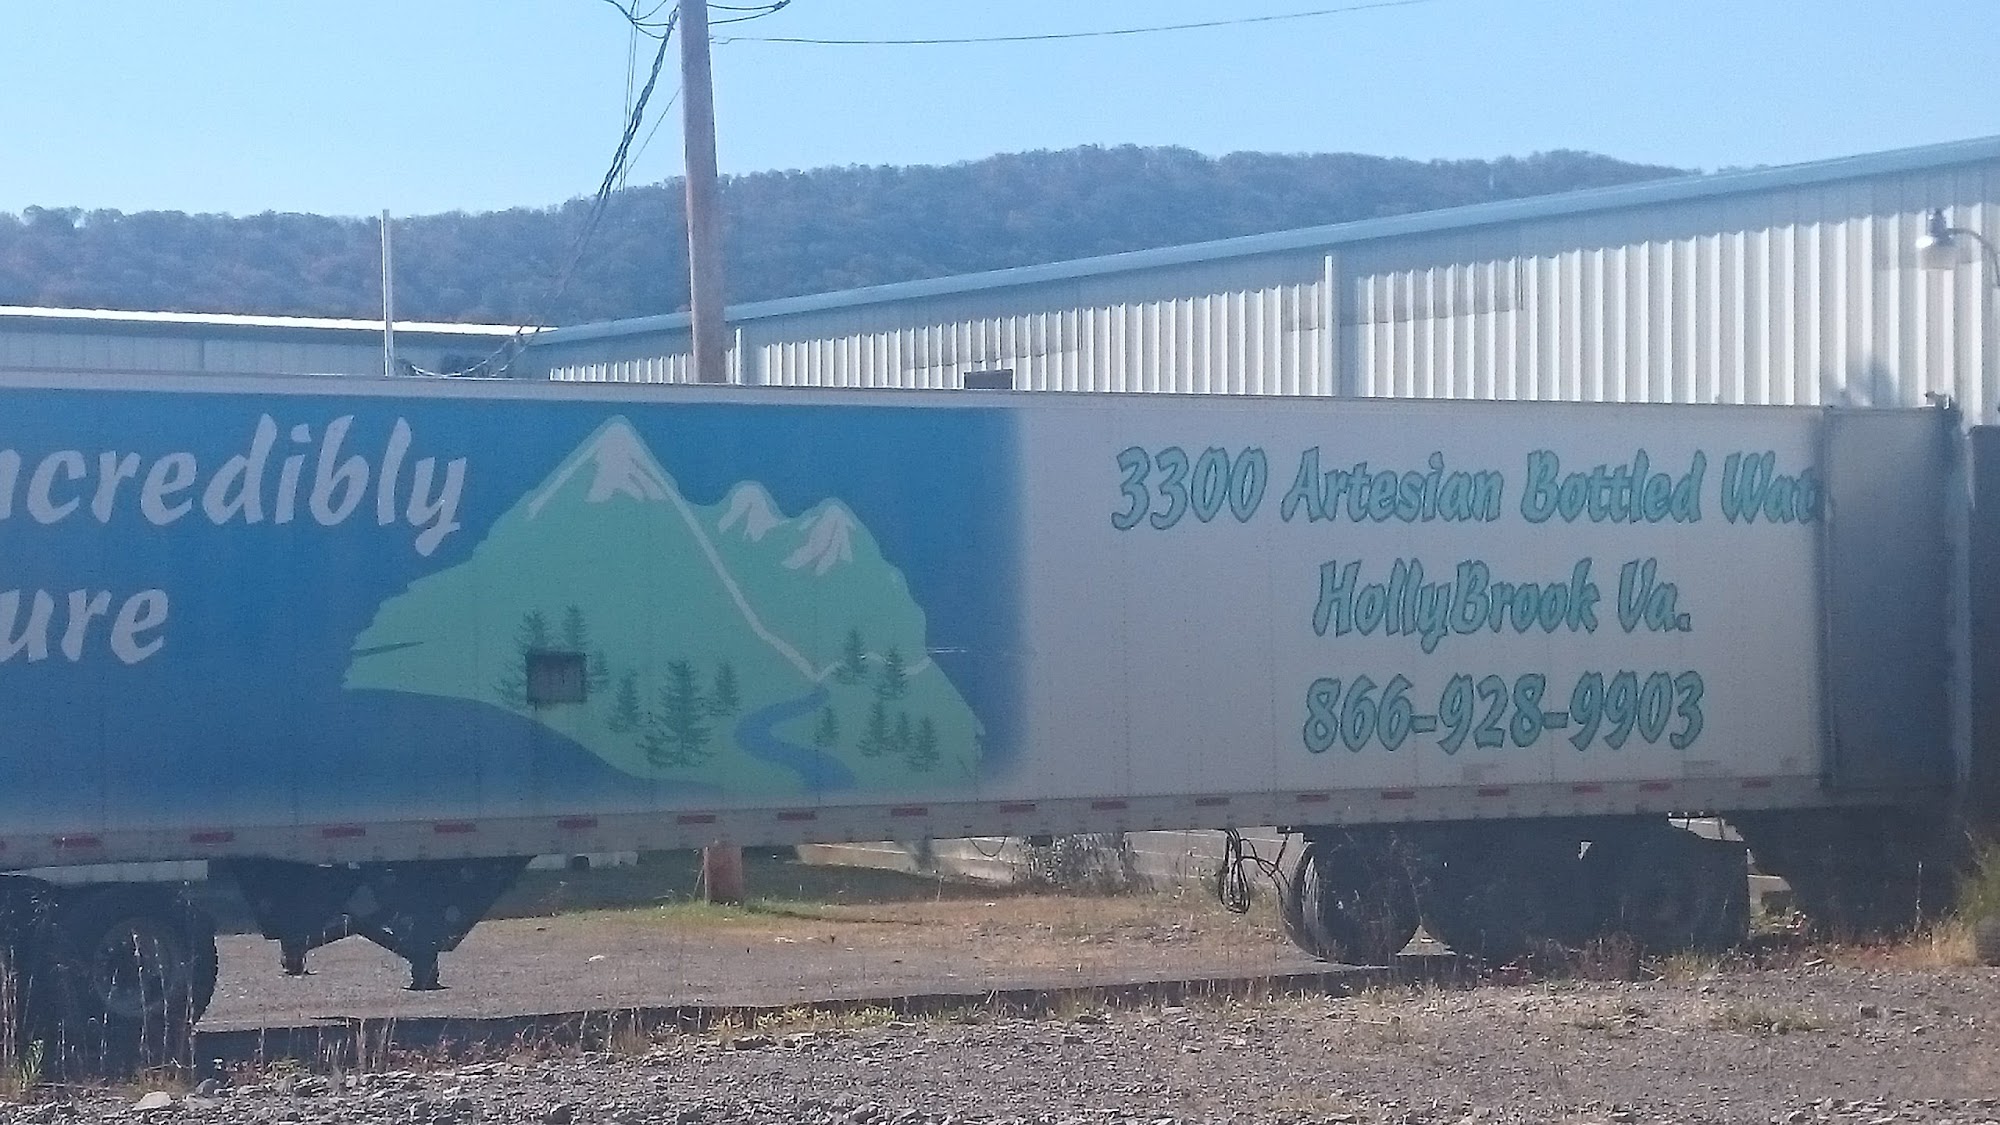 ncredibly
ure
3300 Artesian Bottled Wat
HollyBrook Va.
866-928-9903